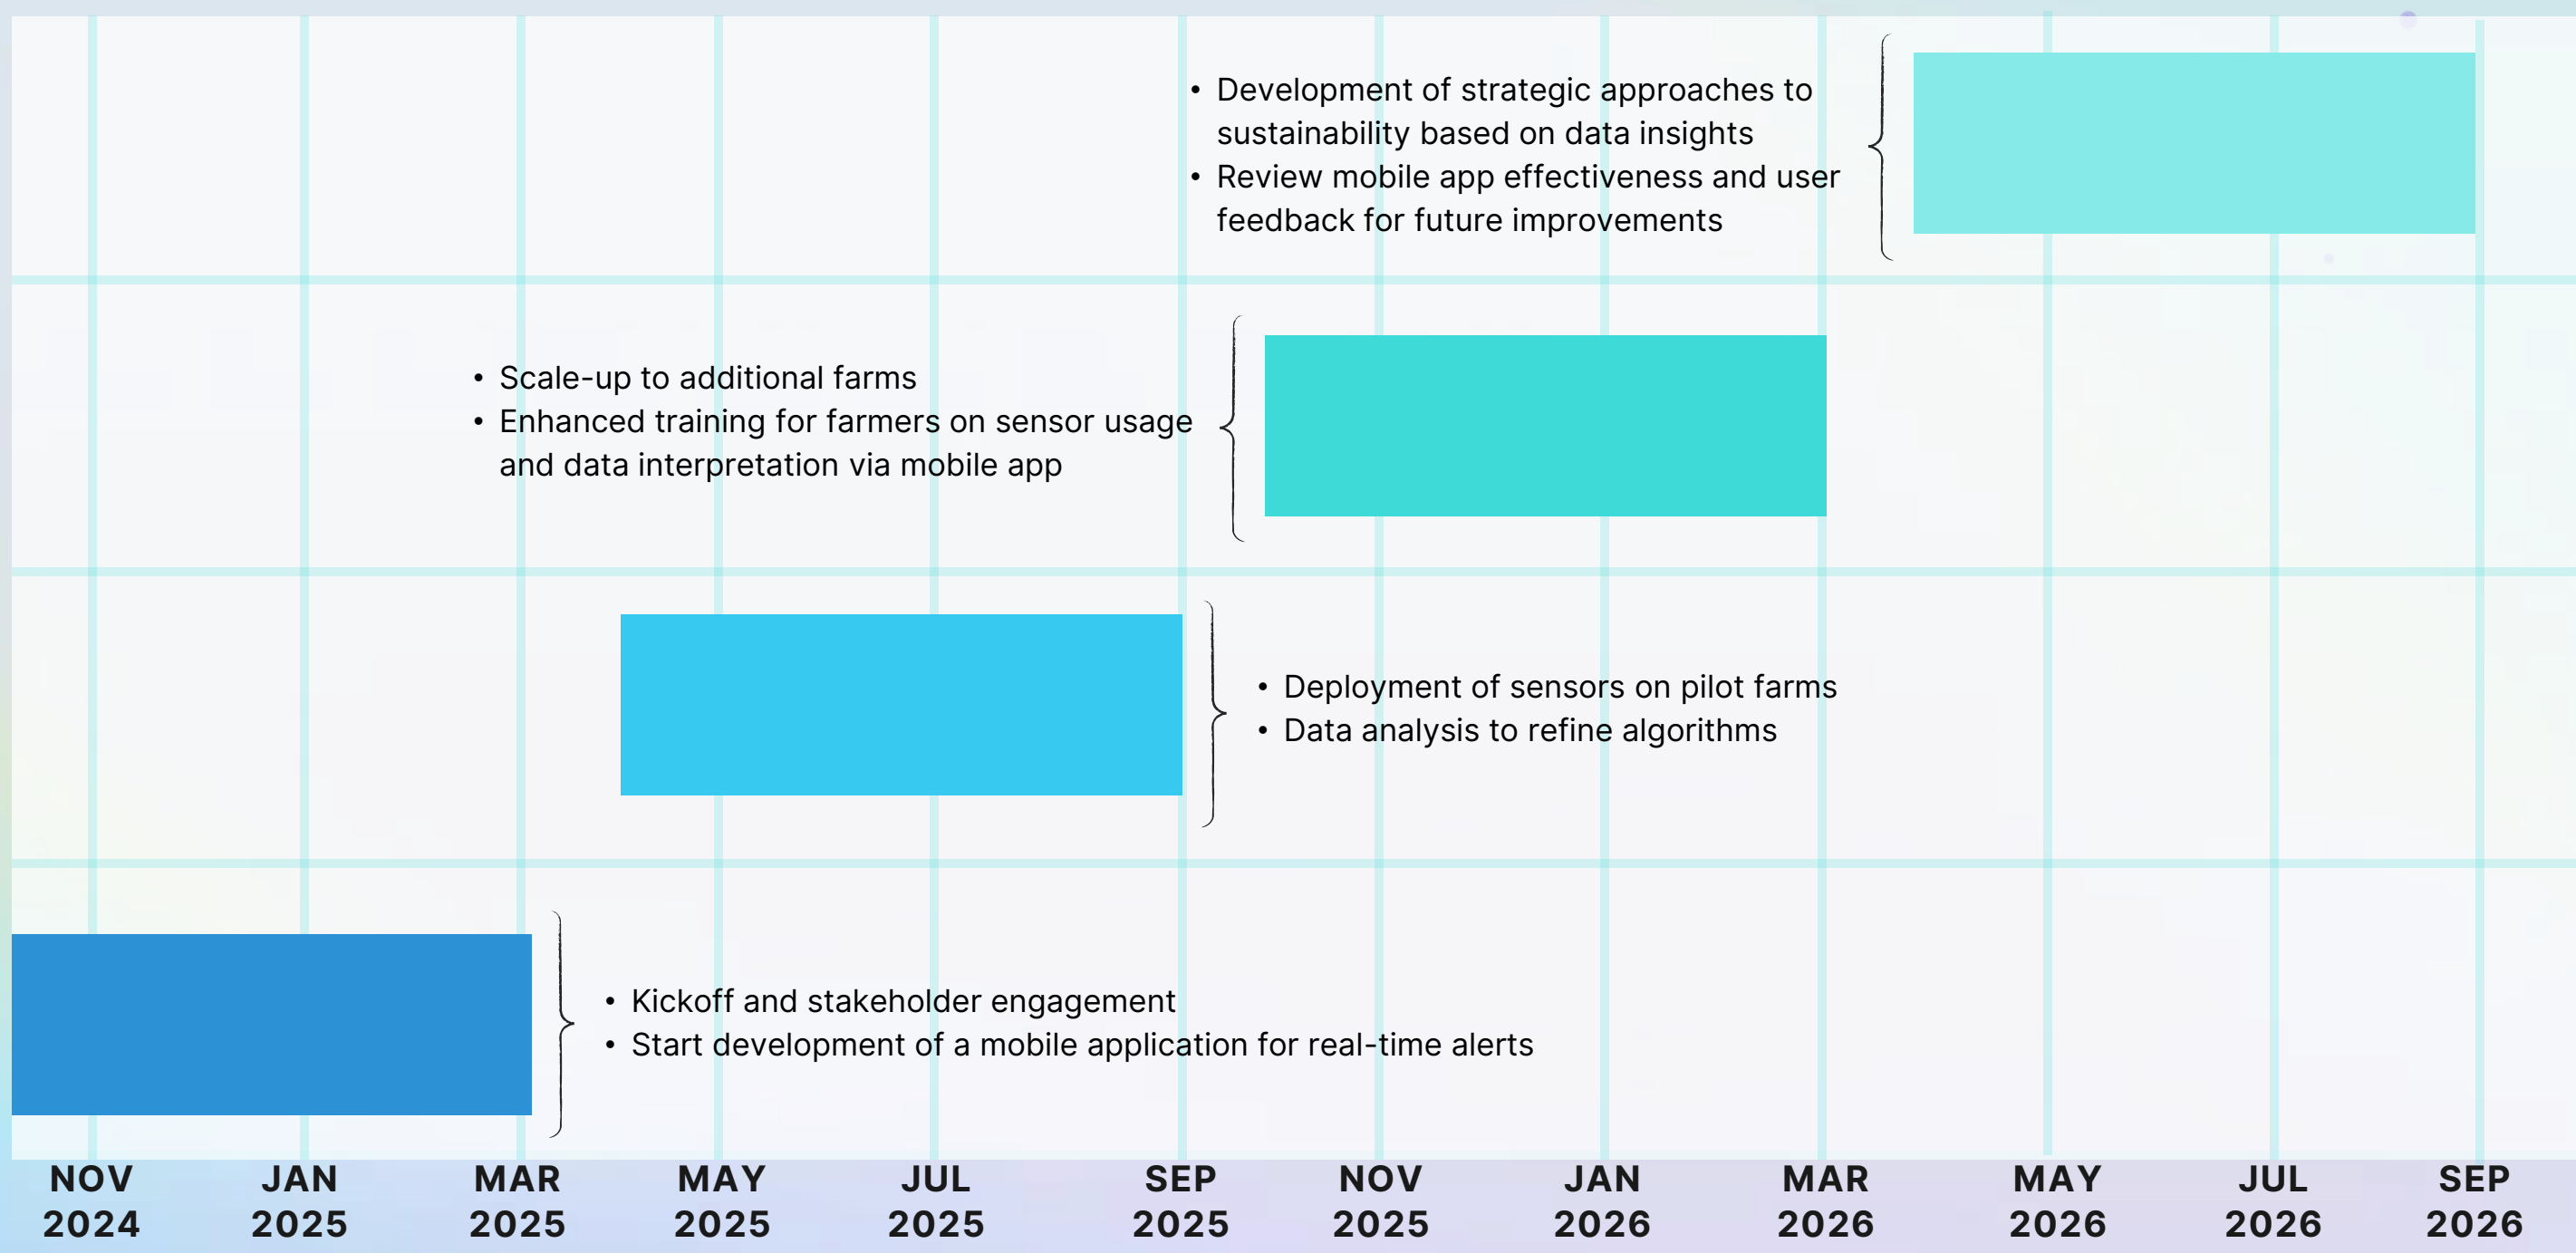 • Development of strategic approaches to
sustainability based on data insights
• Review mobile app effectiveness and user
feedback for future improvements
• Scale-up to additional farms
• Enhanced training for farmers on sensor usage
and data interpretation via mobile app
• Deployment of sensors on pilot farms
• Data analysis to refine algorithms
• Kickoff and stakeholder engagement
• Start development of a mobile application for real-time alerts
NOV JAN MAR MAY JUL SEP NOV JAN MAR MAY JUL SEP
2024 2025 2025 2025 2025 2025 2025 2026 2026 2026 2026 2026